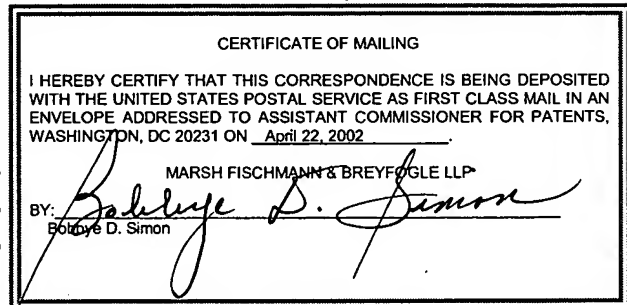 CERTIFICATE OF MAILING
I HEREBY CERTIFY THAT THIS CORRESPONDENCE IS BEING DEPOSITED
WITH THE UNITED STATES POSTAL SERVICE AS FIRST CLASS MAIL IN AN
ENVELOPE ADDRESSED TO ASSISTANT COMMISSIONER FOR PATENTS,
WASHINGTON, DC 20231 ON April 22, 2002.
MARSH FISCHMANN & BREYFOGLE LLP
BY: Bobbye D. Simon
Bobbye D. Simon